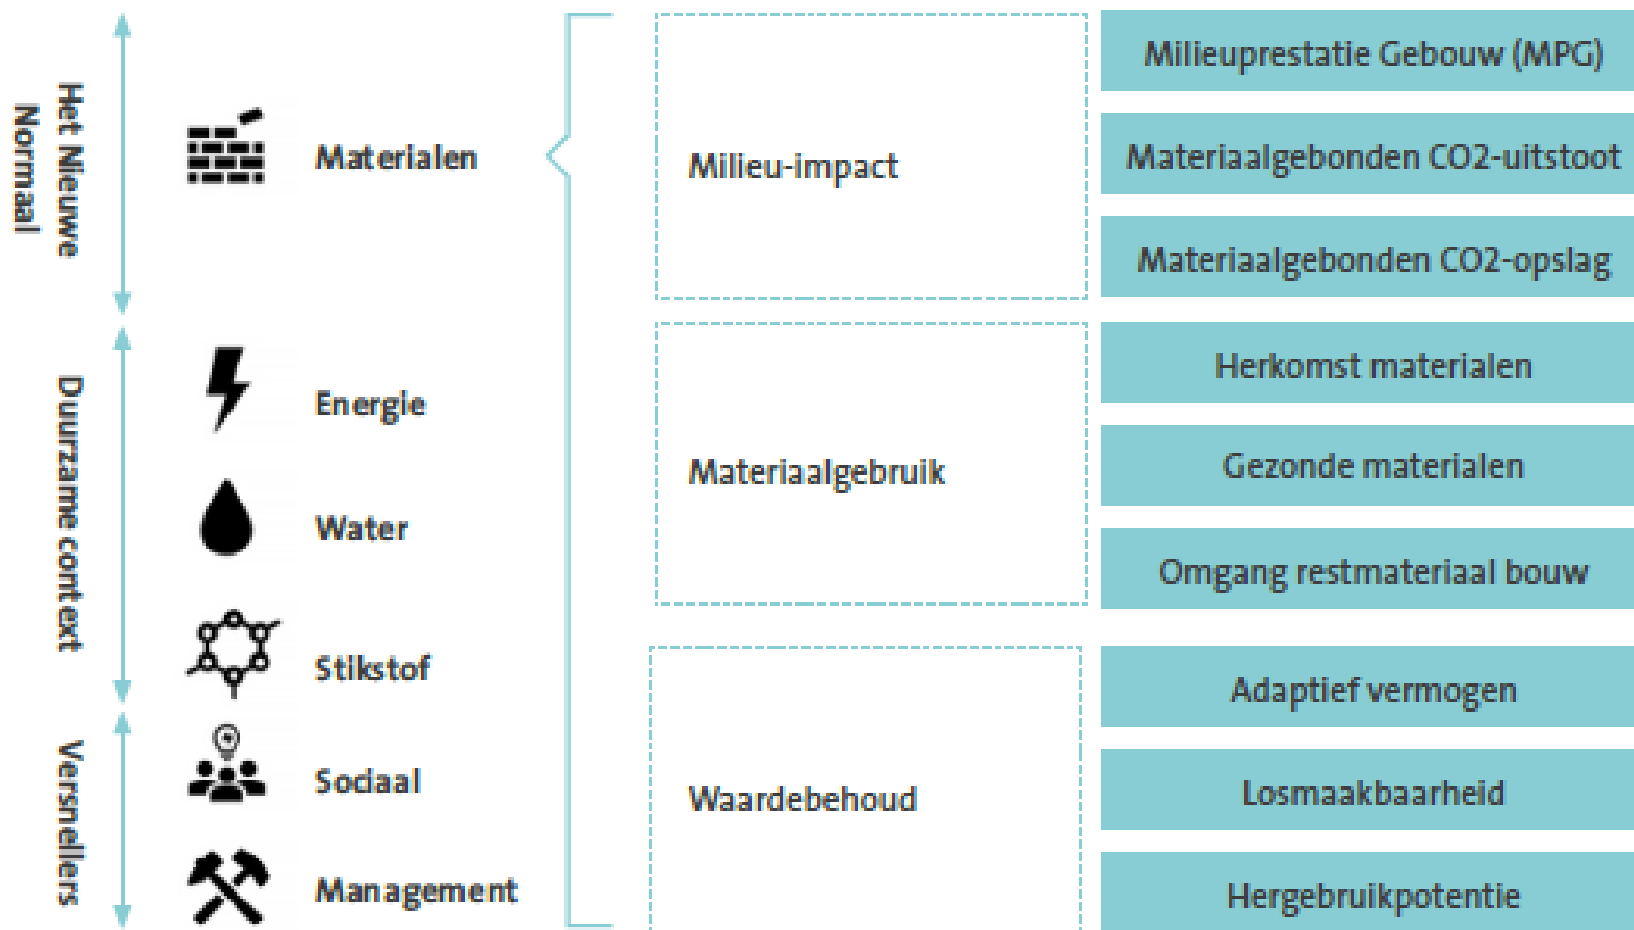 Het Nieuwe
Normaal
Materialen
Duurzame context
Energie
Water
Stikstof
Versnellers
Sociaal
Management
Milieu-impact
Milieuprestatie Gebouw (MPG)
Materiaalgebonden CO2-uitstoot
Materiaalgebonden CO2-opslag
Materiaalgebruik
Herkomst materialen
Gezonde materialen
Omgang restmateriaal bouw
Waardebehoud
Adaptief vermogen
Losmaakbaarheid
Hergebruikpotentie